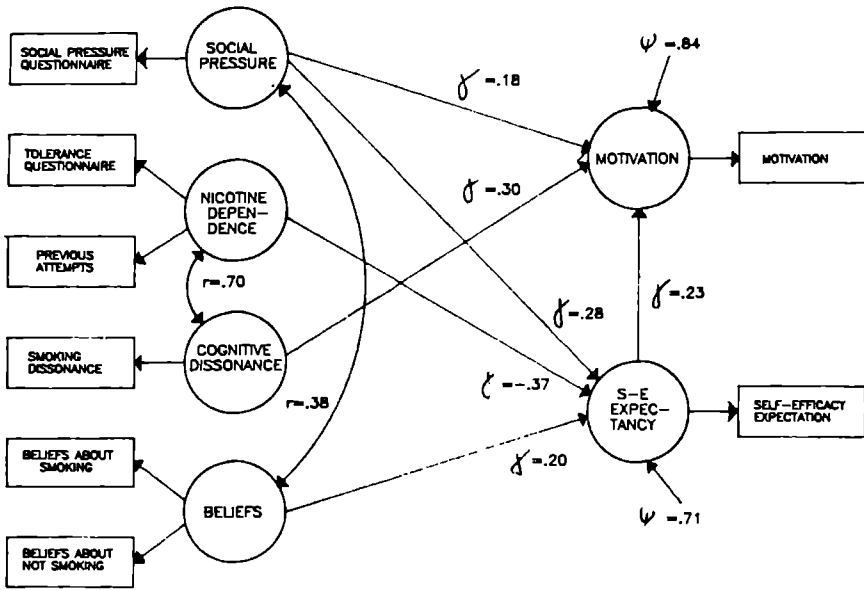 SOCIAL PRESSURE
QUESTIONNAIRE
SOCIAL
PRESSURE
ψ =.84
γ =.18
TOLERANCE
QUESTIONNAIRE
MOTIVATION
MOTIVATION
NICOTINE
DEPEN-
DENCE
γ =.30
PREVIOUS
ATTEMPTS
r=.70
γ =.28
γ =.23
SMOKING
DISSONANCE
COGNITIVE
DISSONANCE
r=.38
ζ =-.37
S-E
EXPEC-
TANCY
SELF-EFFICACY
EXPECTATION
BELIEFS ABOUT
SMOKING
γ =.20
BELIEFS
ψ =.71
BELIEFS ABOUT
NOT SMOKING